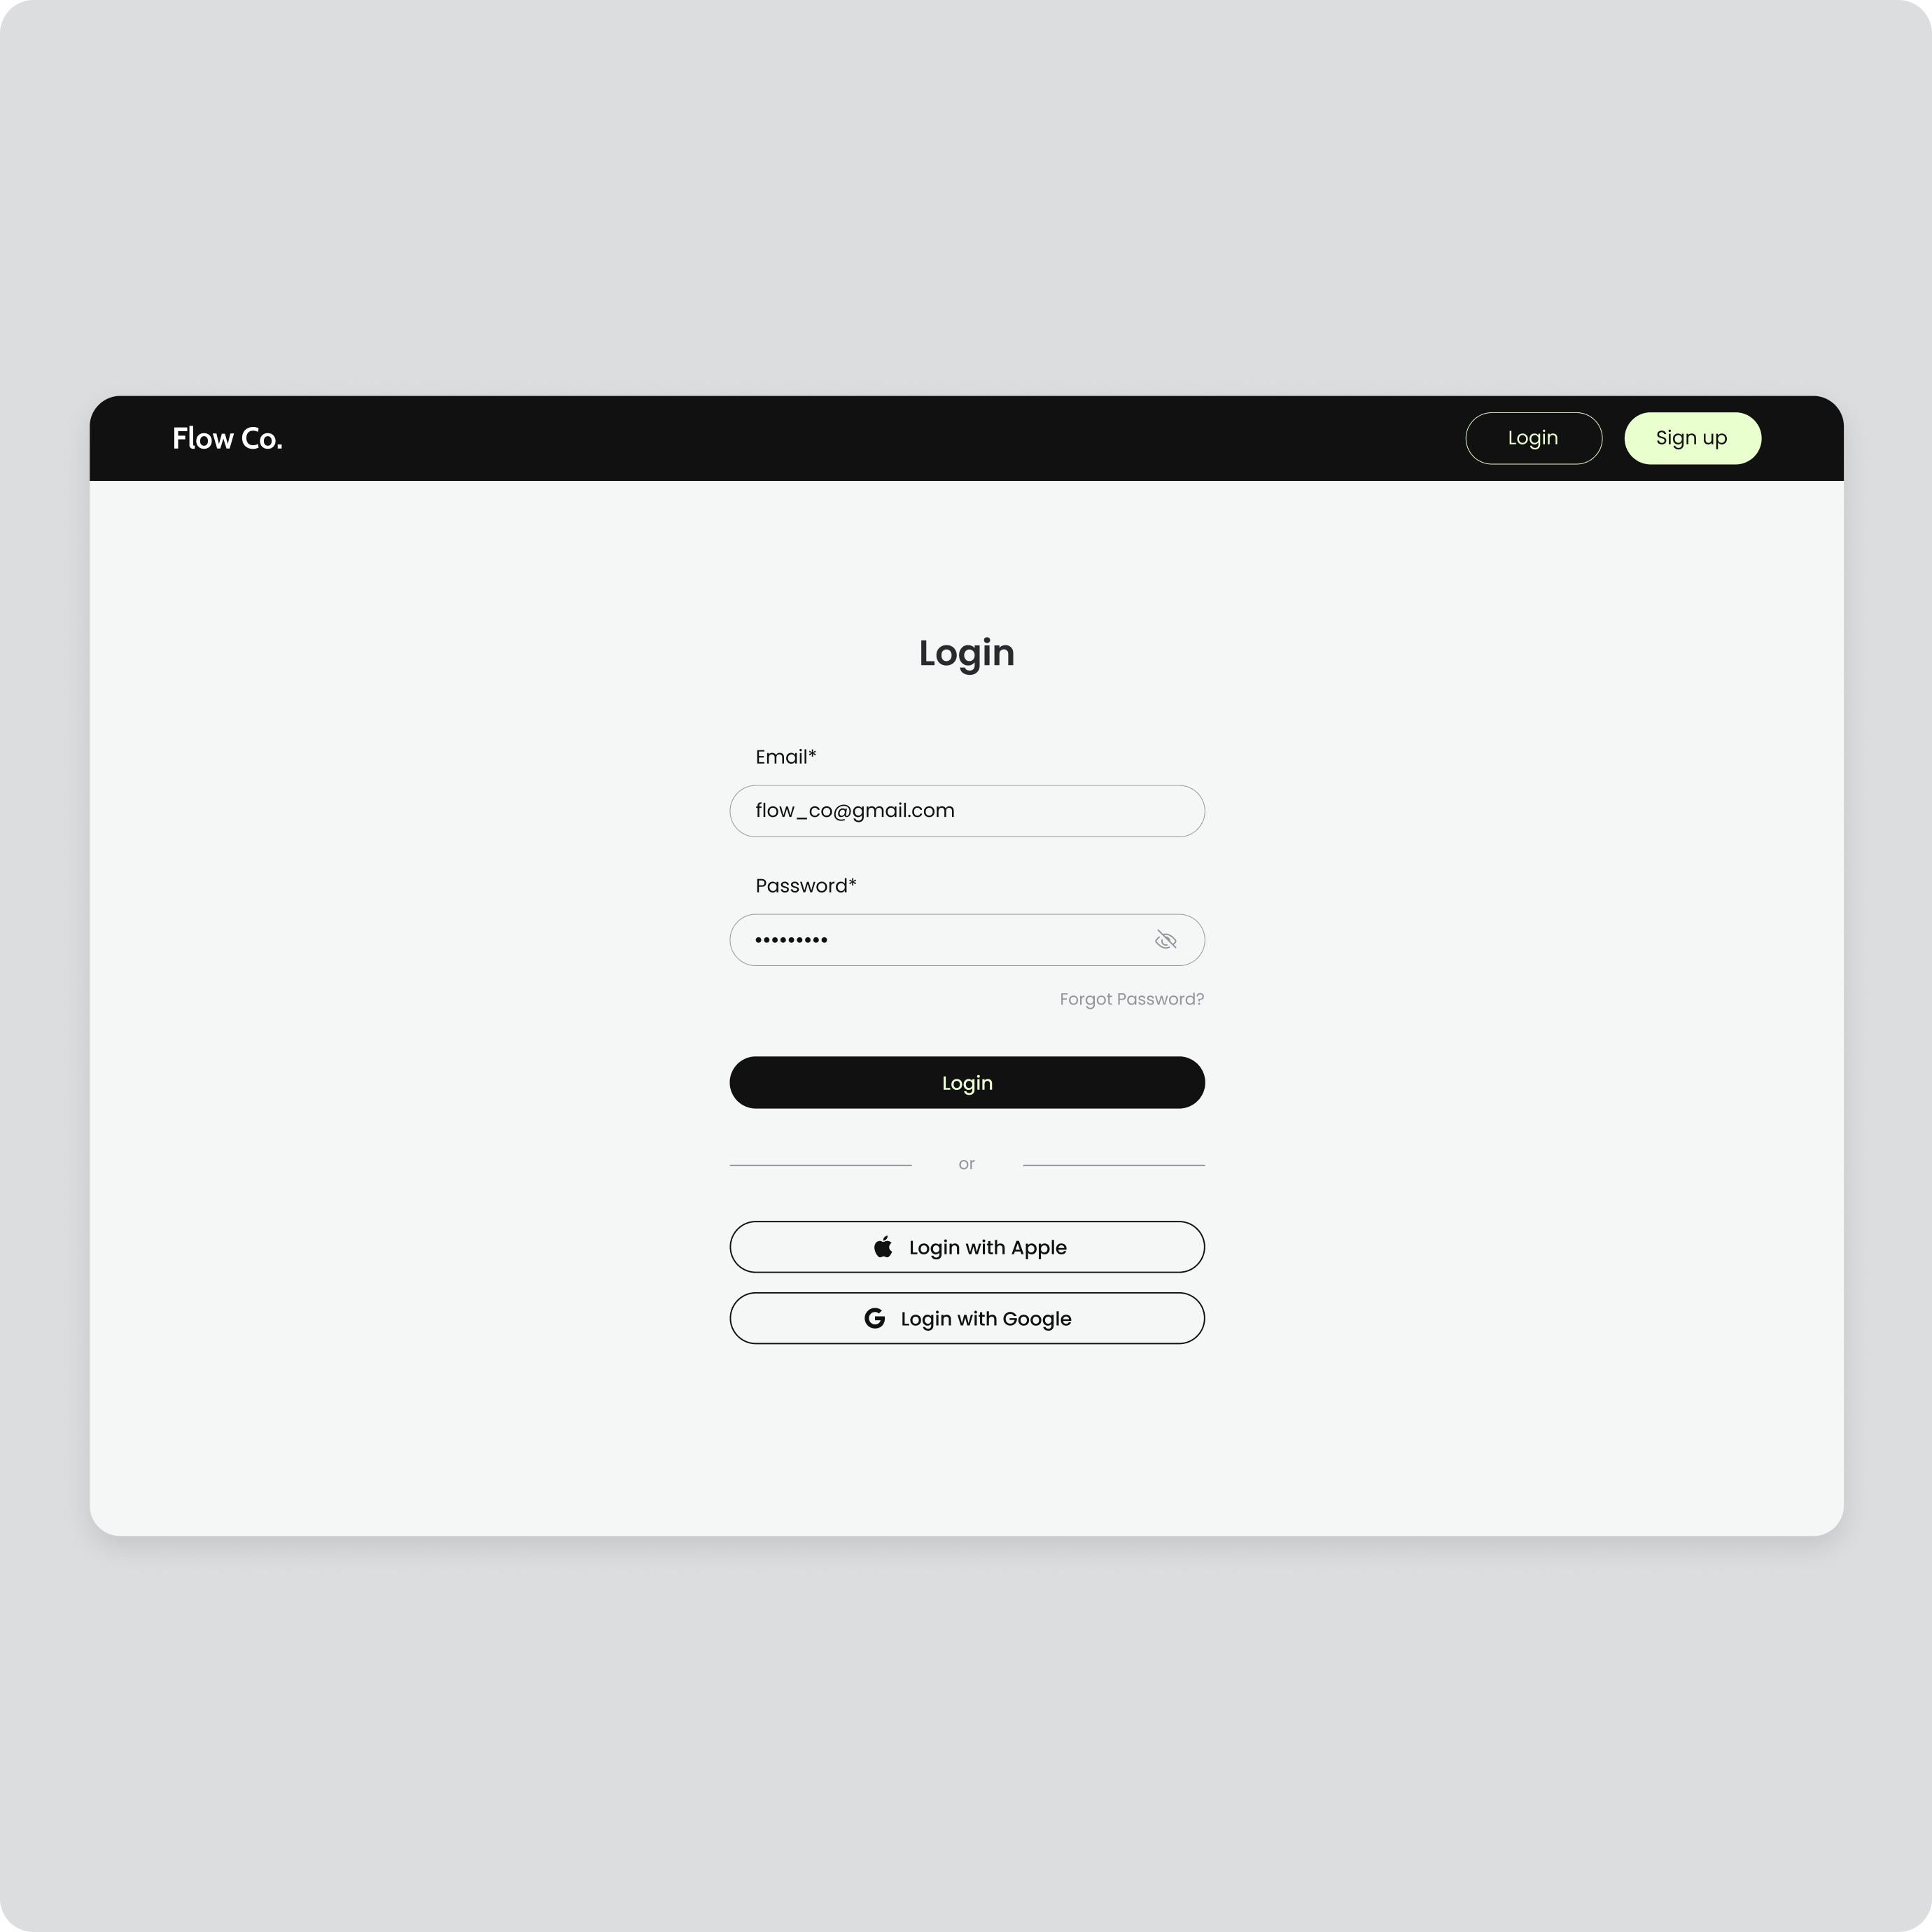 Flow Co.
Login
Sign up
Login
Email*
flow_co@gmail.com
Password*
•••••••••
Forgot Password?
Login
or
Login with Apple
Login with Google